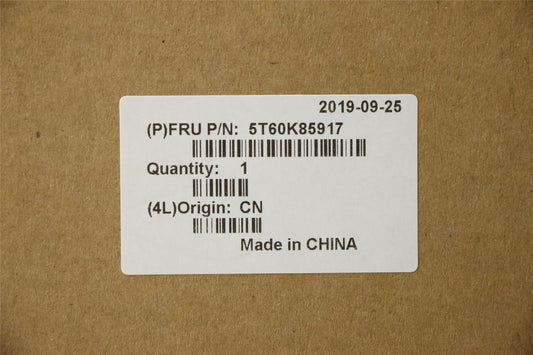 2019-09-25
(P)FRU P/N: 5T60K85917
Quantity: 1
(4L)Origin: CN
Made in CHINA